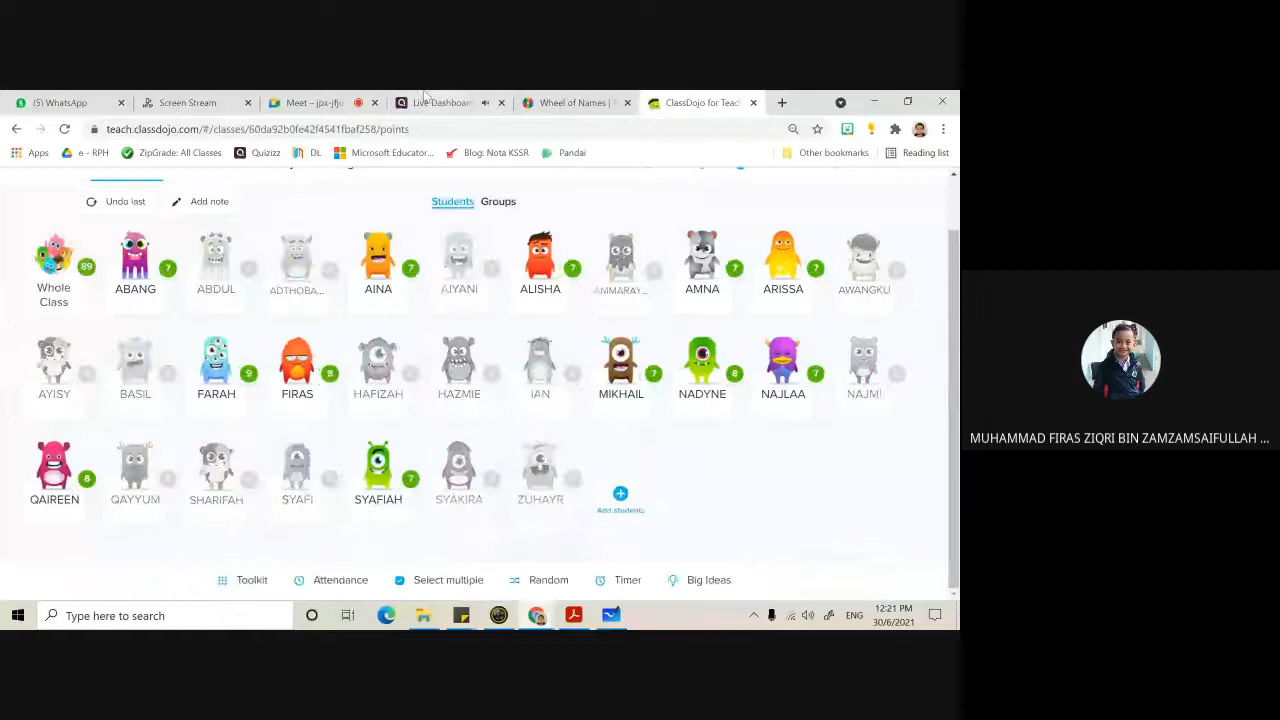 (5) WhatsApp
Screen Stream
Meet – jpx-jfju
Live Dashboar
Wheel of Names |
ClassDojo for Teac
teach.classdojo.com/#/classes/60da92b0fe42f4541fbaf258/points
Apps e - RPH ZipGrade: All Classes Quizizz DL Microsoft Educator... Blog: Nota KSSR Pandai Other bookmarks Reading list
Undo last Add note Students Groups
89 7 7 7 7 7
Whole Class ABANG ABDUL ADTHOBA... AINA AIYANI ALISHA AMMARAY... AMNA ARISSA AWANGKU
9 8 7 8 7
AYISY BASIL FARAH FIRAS HAFIZAH HAZMIE IAN MIKHAIL NADYNE NAJLAA NAJMI
8 7
QAIREEN QAYYUM SHARIFAH SYAFI SYAFIAH SYAKIRA ZUHAYR Add students
Toolkit Attendance Select multiple Random Timer Big Ideas
Type here to search
ENG
12:21 PM
30/6/2021
MUHAMMAD FIRAS ZIQRI BIN ZAMZAMSAIFULLAH ...